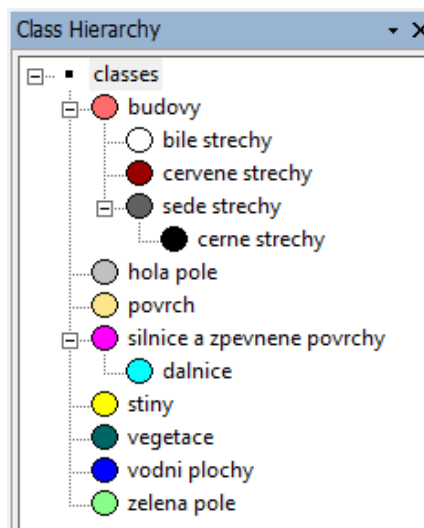 Class Hierarchy
classes
budovy
bile strechy
cervene strechy
sede strechy
cerne strechy
hola pole
povrch
silnice a zpevnene povrchy
dalnice
stiny
vegetace
vodni plochy
zelena pole